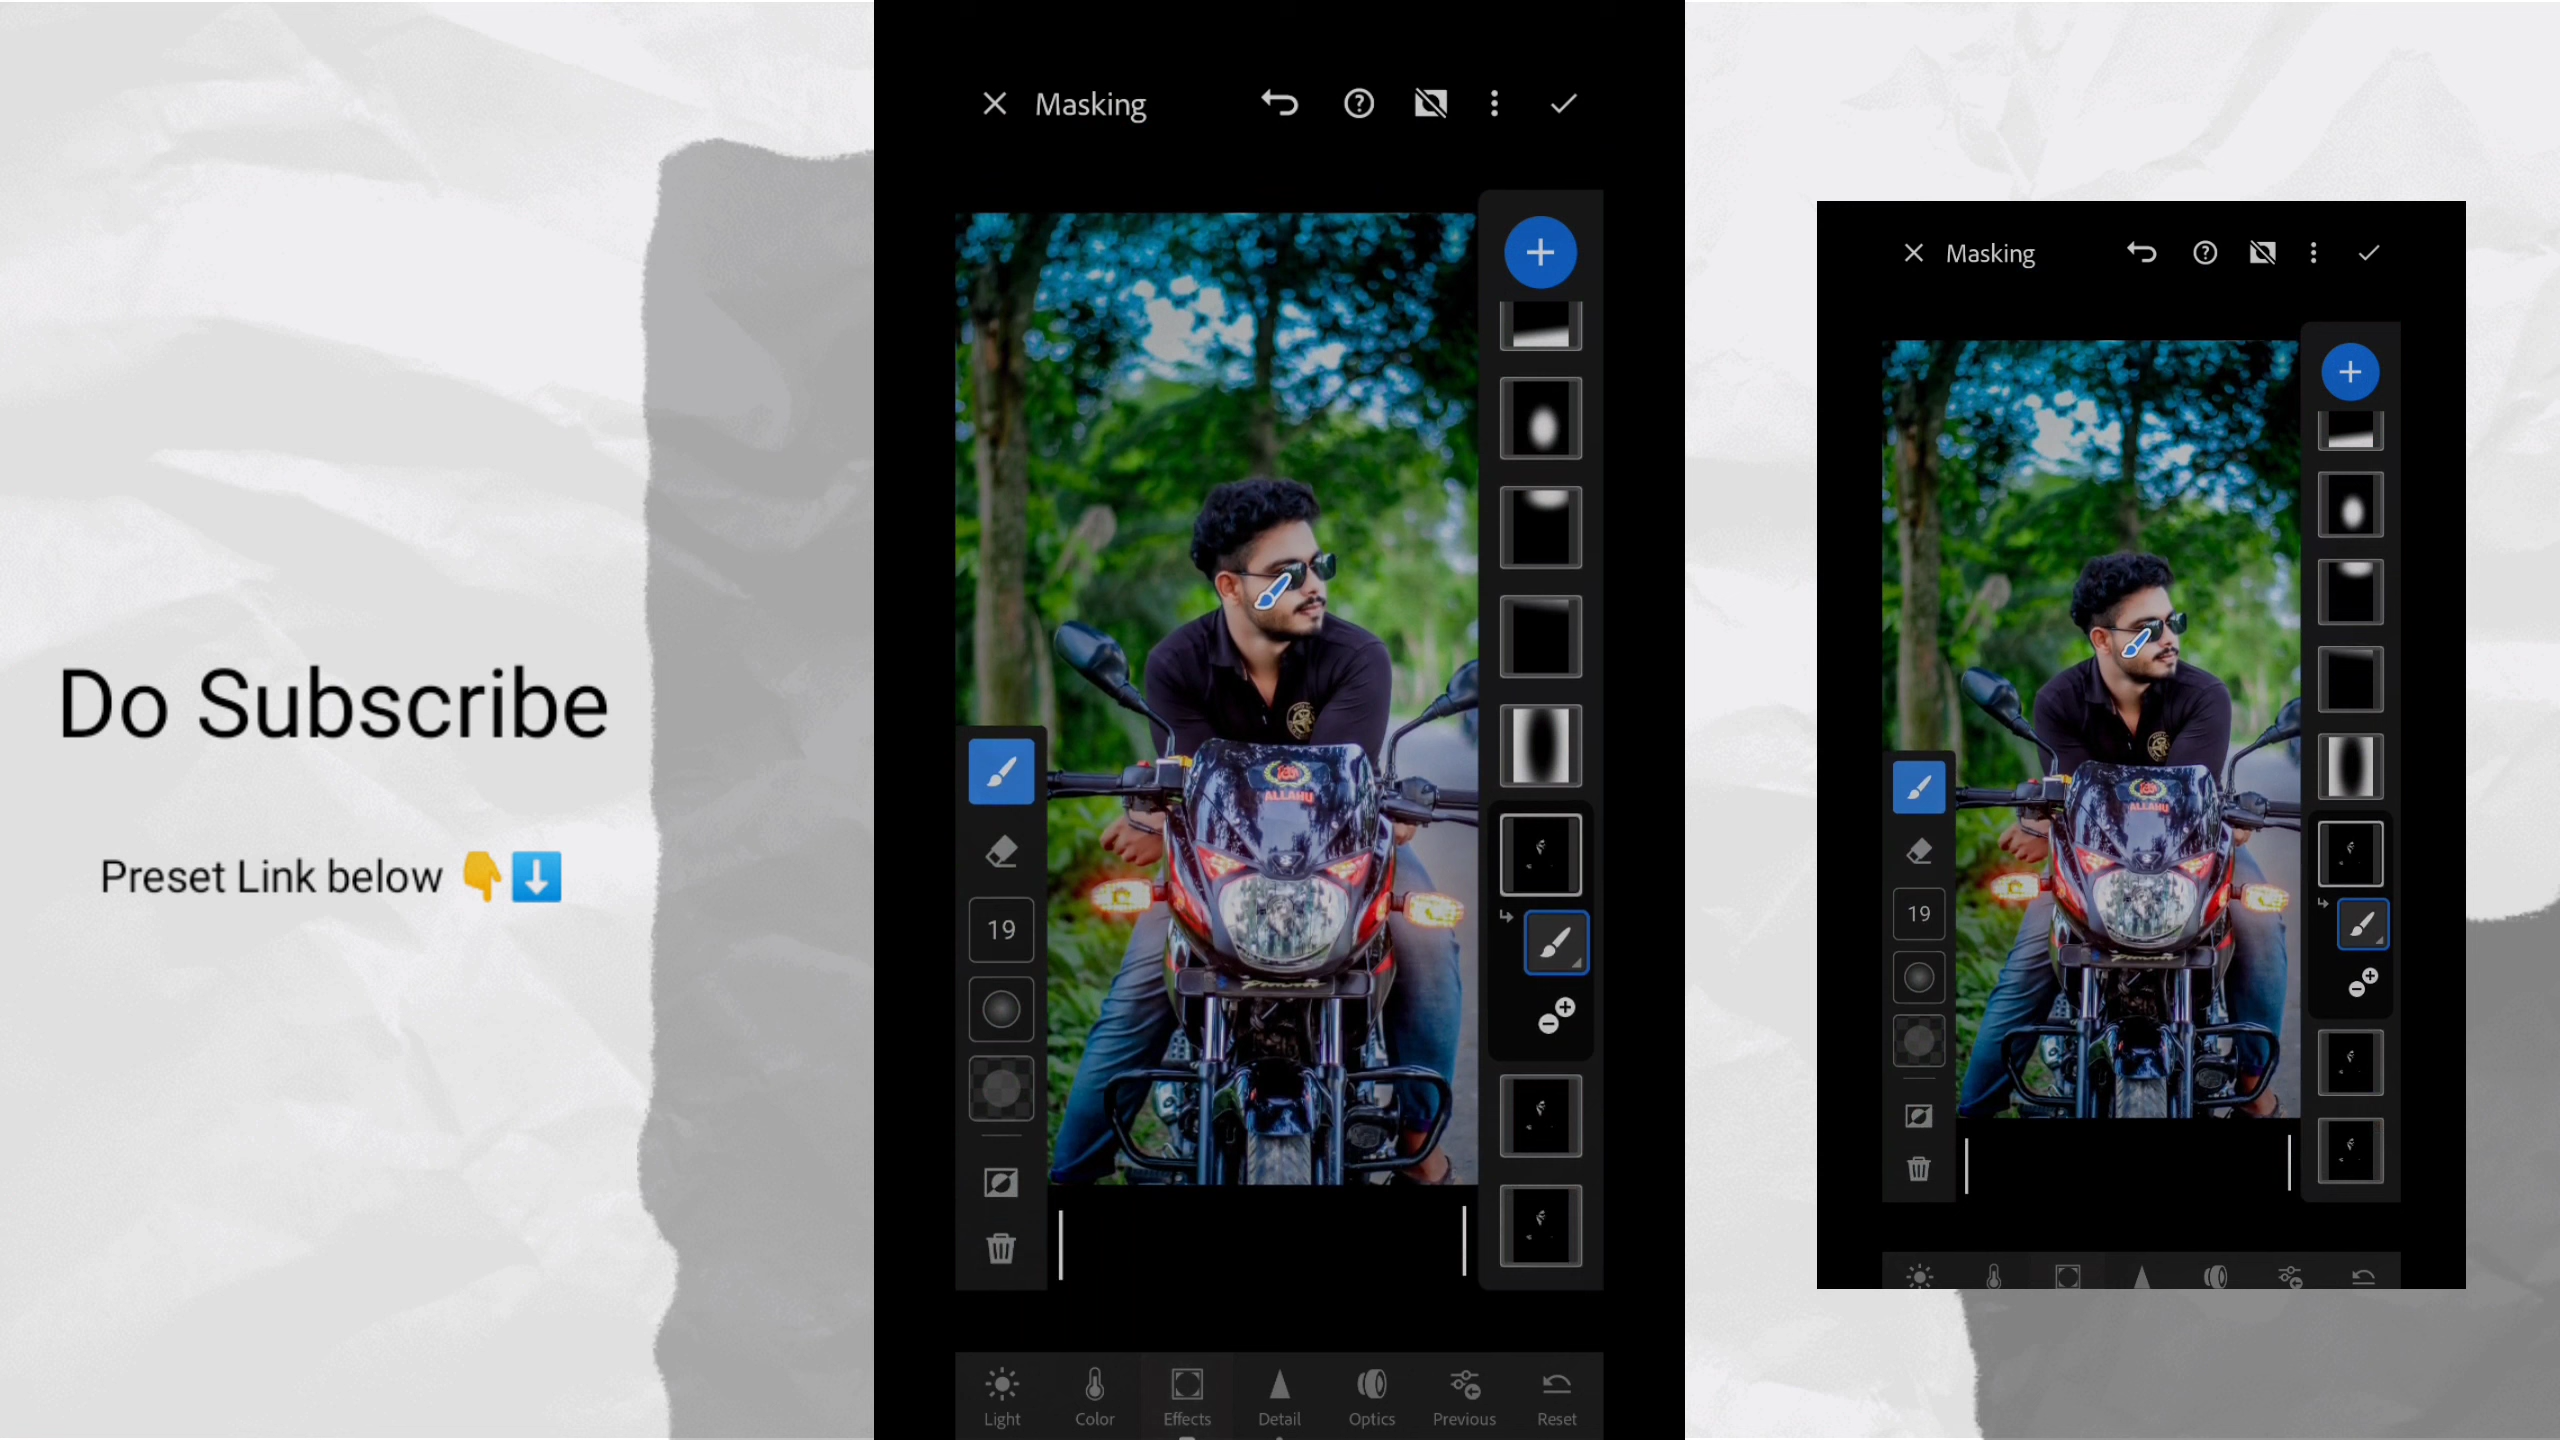 Do Subscribe
Preset Link below 👇⬇️
Masking
ALLAHU
19
Light Color Effects Detail Optics Previous Reset
Masking
ALLAHU
19